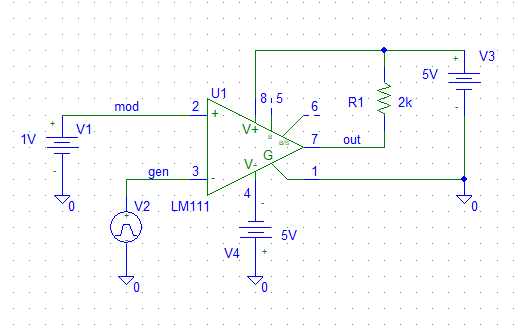 V3
5V
U1
8
5
6
R1
2k
mod
2
+
V+
B
B/S
1V
V1
7
out
G
gen
3
-
V-
1
4
LM111
V2
0
0
5V
V4
0
0